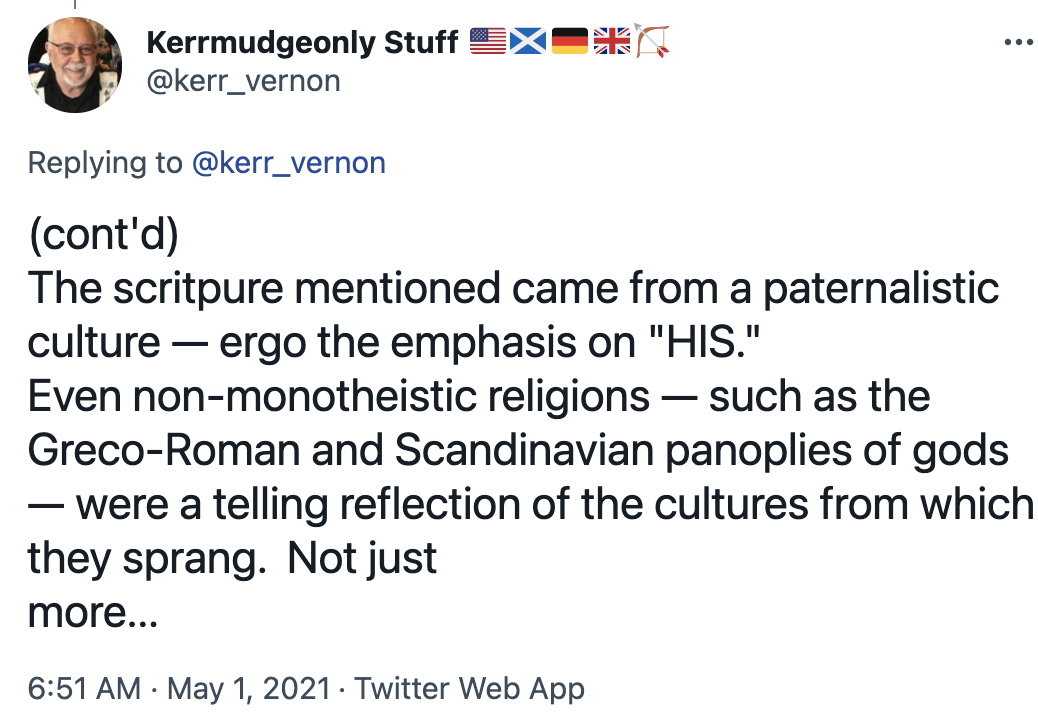 Kerrmudgeonly Stuff 🇺🇸🏴󠁧󠁢󠁳󠁣󠁴󠁿🇩🇪🇬🇧🏹
@kerr_vernon
Replying to @kerr_vernon
(cont'd)
The scritpure mentioned came from a paternalistic
culture — ergo the emphasis on "HIS."
Even non-monotheistic religions — such as the
Greco-Roman and Scandinavian panoplies of gods
— were a telling reflection of the cultures from which
they sprang.  Not just
more...
6:51 AM · May 1, 2021 · Twitter Web App